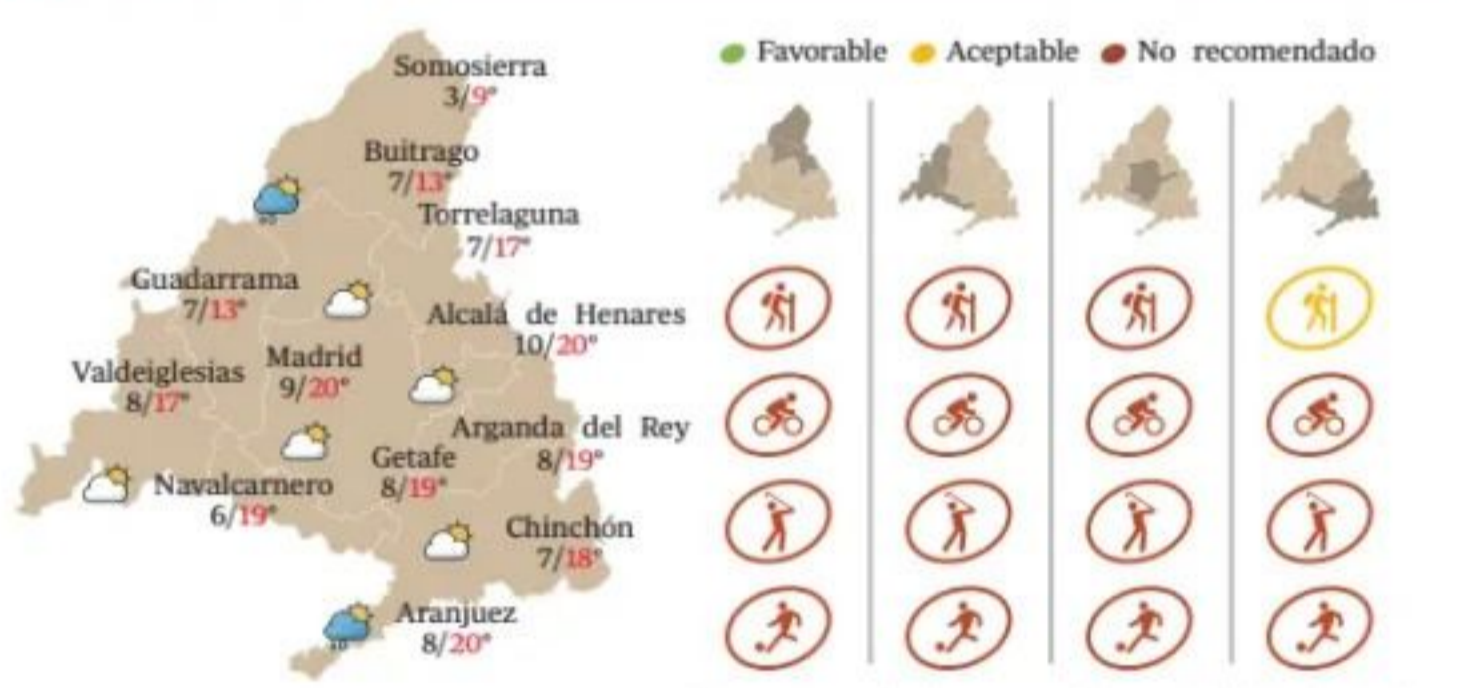 Somosierra
3/9°
Buitrago
7/13°
Torrelaguna
7/17°
Guadarrama
7/13°
Alcalá de Henares
10/20°
Madrid
9/20°
Valdeiglesias
8/17°
Arganda del Rey
8/19°
Getafe
8/19°
Navalcarnero
6/19°
Chinchón
7/18°
Aranjuez
8/20°
Favorable Aceptable No recomendado